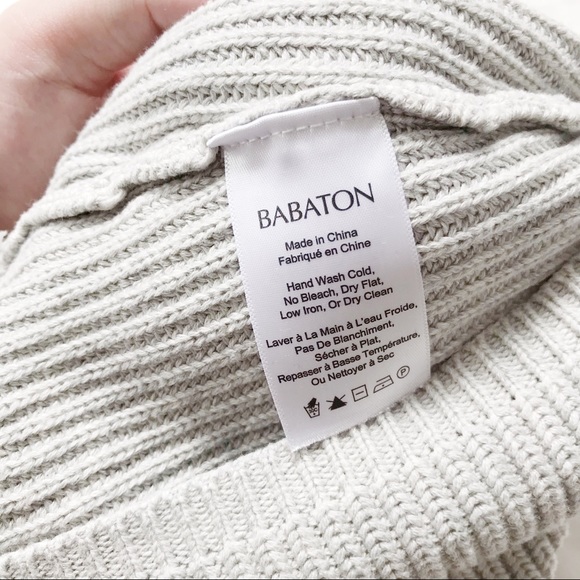 BABATON
Made in China
Fabriqué en Chine
Hand Wash Cold,
No Bleach, Dry Flat,
Low Iron, Or Dry Clean
Laver à La Main à L'eau Froide,
Pas De Blanchiment,
Sécher à Plat,
Repasser à Basse Température,
Ou Nettoyer à Sec
P